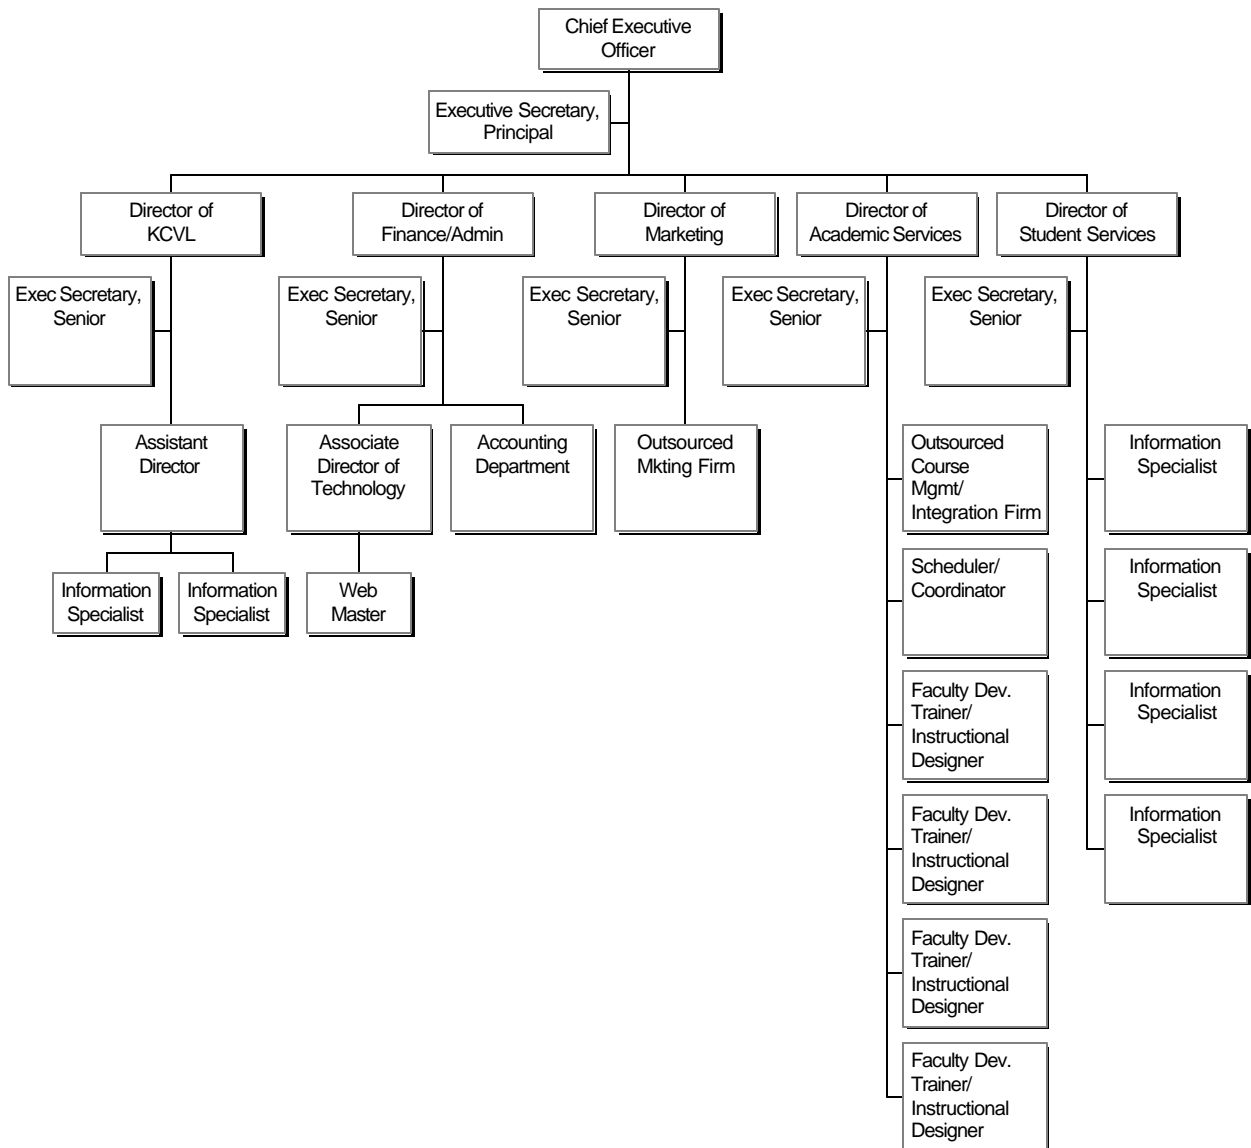 Chief Executive
Officer
Executive Secretary,
Principal
Director of
KCVL
Director of
Finance/Admin
Director of
Marketing
Director of
Academic Services
Director of
Student Services
Exec Secretary,
Senior
Exec Secretary,
Senior
Exec Secretary,
Senior
Exec Secretary,
Senior
Exec Secretary,
Senior
Assistant
Director
Associate
Director of
Technology
Accounting
Department
Outsourced
Mkting Firm
Outsourced
Course
Mgmt/
Integration Firm
Information
Specialist
Information
Specialist
Information
Specialist
Web
Master
Scheduler/
Coordinator
Information
Specialist
Faculty Dev.
Trainer/
Instructional
Designer
Information
Specialist
Faculty Dev.
Trainer/
Instructional
Designer
Information
Specialist
Faculty Dev.
Trainer/
Instructional
Designer
Faculty Dev.
Trainer/
Instructional
Designer